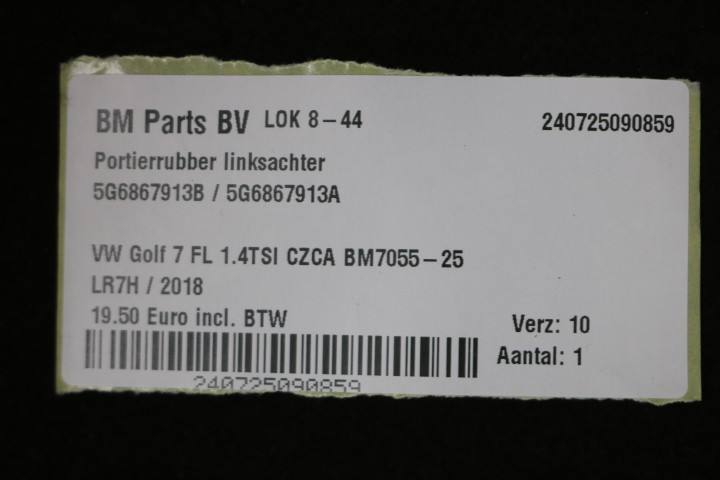 BM Parts BV LOK 8-44 240725090859
Portierrubber linksachter
5G6867913B / 5G6867913A
VW Golf 7 FL 1.4TSI CZCA BM7055-25
LR7H / 2018
19.50 Euro incl. BTW
Verz: 10
Aantal: 1
240725090859